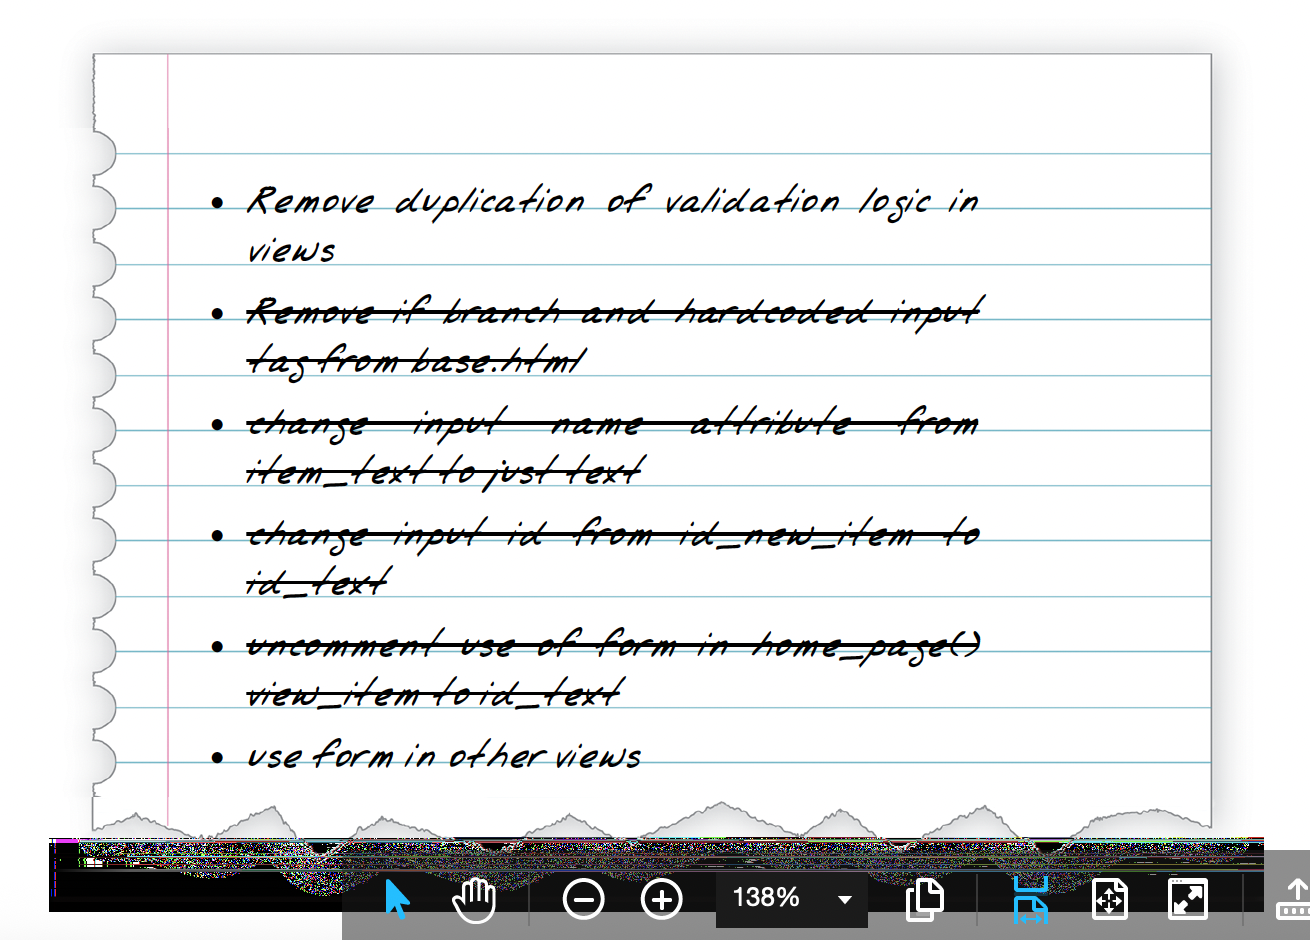 • Remove duplication of validation logic in
views
• Remove if branch and hardcoded input
tag from base.html
• change input name attribute from
item_text to just text
• change input id from id_new_item to
id_text
• uncomment use of form in home_page()
view_item to id_text
• use form in other views
138%